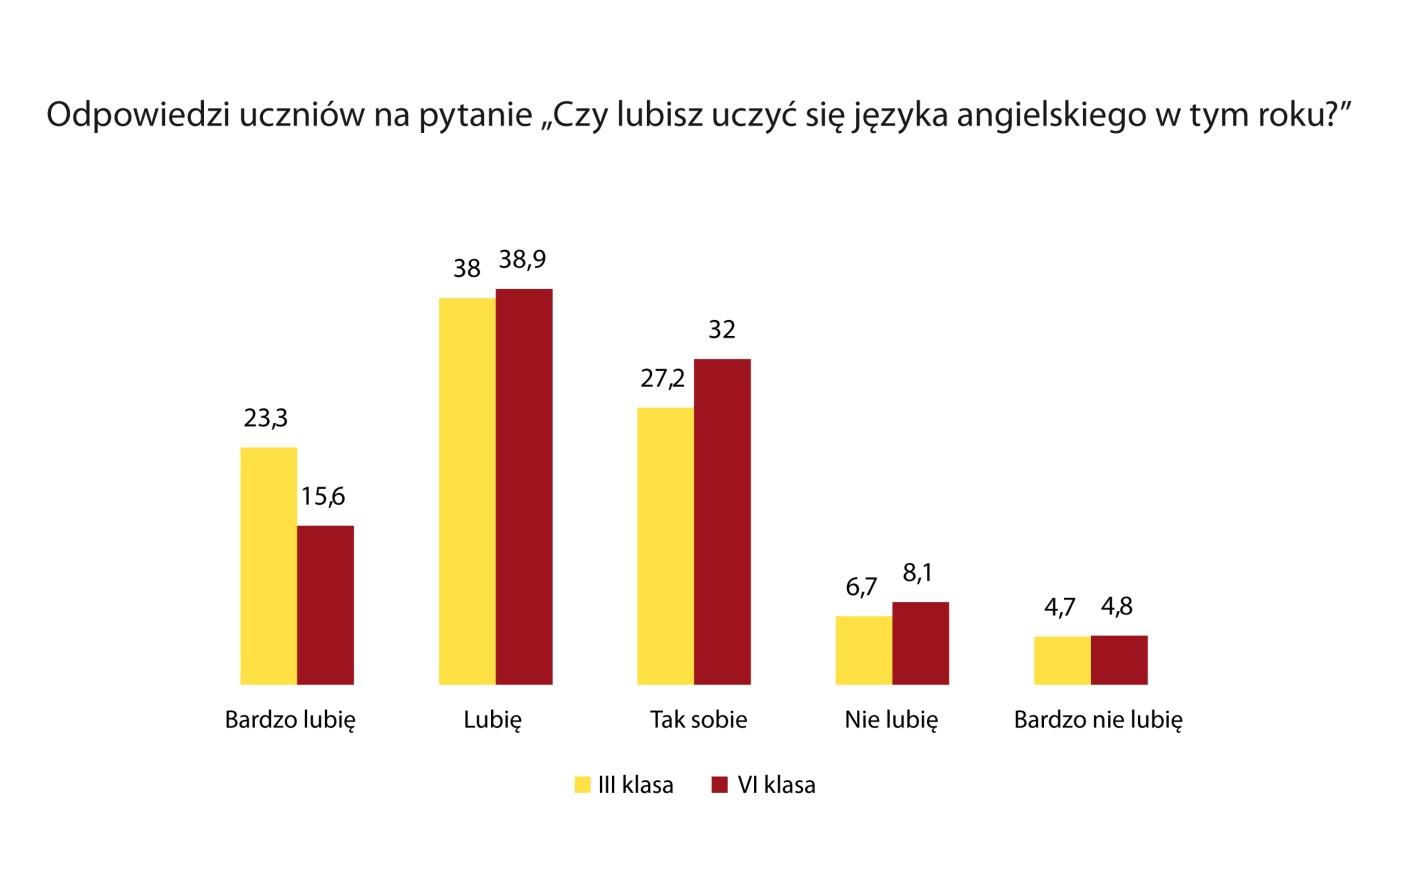 Odpowiedzi uczniów na pytanie „Czy lubisz uczyć się języka angielskiego w tym roku?”
38 38,9
32
27,2
23,3
15,6
6,7 8,1
4,7 4,8
Bardzo lubię Lubię Tak sobie Nie lubię Bardzo nie lubię
III klasa VI klasa